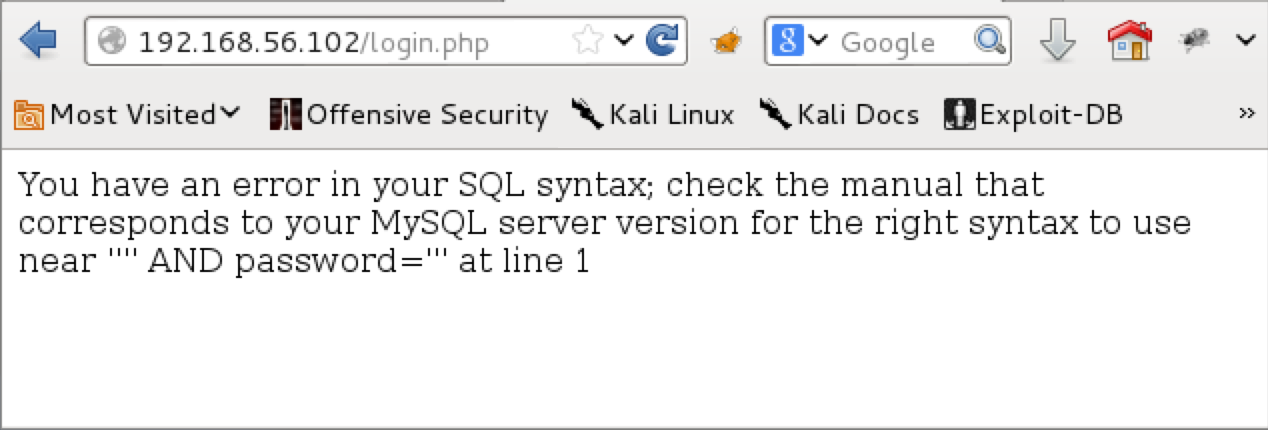 192.168.56.102/login.php
8 Google
Most Visited Offensive Security Kali Linux Kali Docs Exploit-DB »
You have an error in your SQL syntax; check the manual that
corresponds to your MySQL server version for the right syntax to use
near '''' AND password=''' at line 1